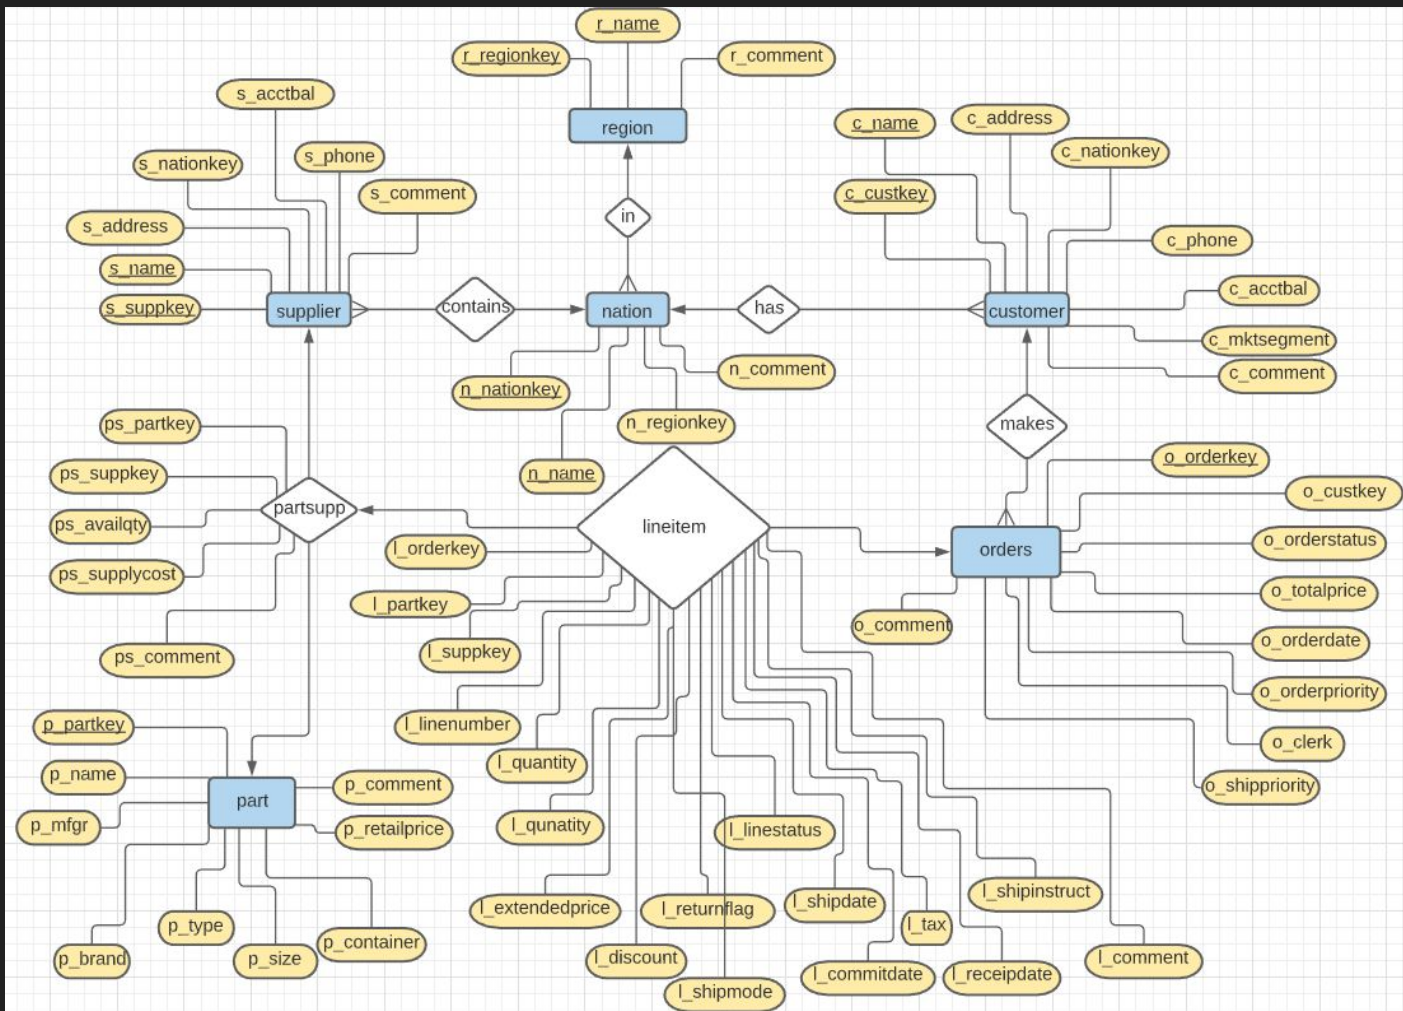 r_name
r_regionkey
r_comment
region
s_acctbal
s_phone
s_nationkey
s_comment
s_address
s_name
s_suppkey
supplier
contains
in
nation
has
c_name
c_address
c_nationkey
c_custkey
c_phone
c_acctbal
c_mktsegment
c_comment
customer
n_comment
n_nationkey
n_regionkey
n_name
makes
ps_partkey
ps_suppkey
ps_availqty
ps_supplycost
ps_comment
partsupp
lineitem
o_orderkey
o_custkey
orders
o_orderstatus
o_totalprice
o_comment
o_orderdate
o_orderpriority
o_clerk
o_shippriority
l_orderkey
l_partkey
l_suppkey
l_linenumber
l_quantity
l_qunatity
l_linestatus
l_extendedprice
l_returnflag
l_shipdate
l_shipinstruct
l_tax
l_discount
l_commitdate
l_receipdate
l_comment
l_shipmode
p_partkey
p_name
p_comment
part
p_mfgr
p_retailprice
p_type
p_container
p_brand
p_size